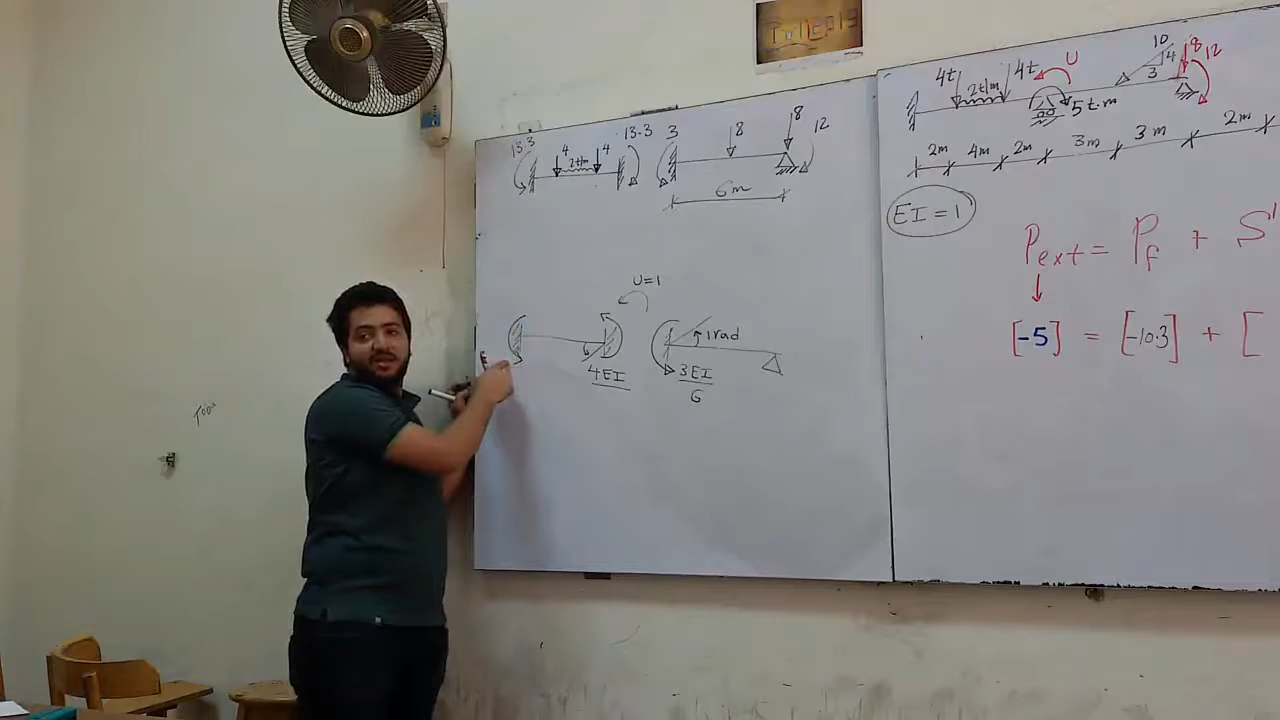 13.3
4
4
2t/m
13.3
3
8
8
12
6m
U=1
1rad
4EI
3EI
6
4t
4t
2t/m
U
5t.m
10
4
3
8
12
2m
4m
2m
3m
3m
2m
EI = 1
Pext = Pf + S
[-5] = [-10.3] + [